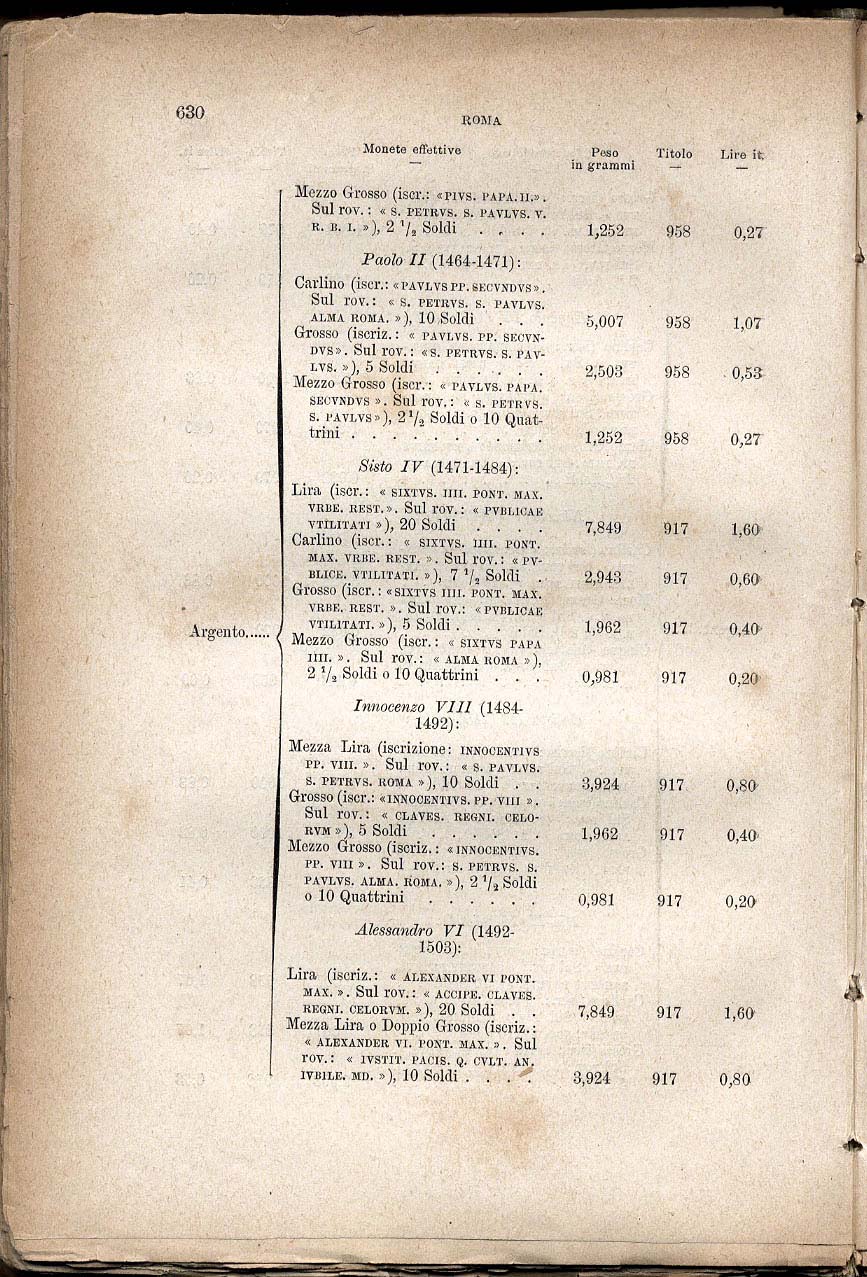 630
ROMA
Monete effettive Peso in grammi Titolo Lire it.
Mezzo Grosso (iscr.: «PIVS. PAPA. II.».
Sul rov.: « S. PETRVS. S. PAVLVS. V.
R. B. I. »), 2 1/2 Soldi . . . . 1,252 958 0,27
Paolo II (1464-1471):
Carlino (iscr.: «PAVLVS PP. SECVNDVS».
Sul rov.: « S. PETRVS. S. PAVLVS.
ALMA ROMA. »), 10 Soldi . . . 5,007 958 1,07
Grosso (iscriz.: « PAVLVS. PP. SECVN-
DVS». Sul rov.: «S. PETRVS. S. PAV-
LVS. »), 5 Soldi . . . . . . 2,503 958 0,53
Mezzo Grosso (iscr.: « PAVLVS. PAPA.
SECVNDVS ». Sul rov.: « S. PETRVS.
S. PAVLVS»), 2 1/2 Soldi o 10 Quat-
trini . . . . . . . . . . 1,252 958 0,27
Sisto IV (1471-1484):
Lira (iscr.: « SIXTVS. IIII. PONT. MAX.
VRBE. REST.». Sul rov.: « PVBLICAE
VTILITATI »), 20 Soldi . . . . 7,849 917 1,60
Carlino (iscr.: « SIXTVS. IIII. PONT.
MAX. VRBE. REST. ». Sul rov.: « PV-
BLICE. VTILITATI. »), 7 1/2 Soldi . 2,943 917 0,60
Grosso (iscr.: «SIXTVS IIII. PONT. MAX.
VRBE. REST. ». Sul rov.: «PVBLICAE
VTILITATI. »), 5 Soldi . . . . . 1,962 917 0,40
Argento......
Mezzo Grosso (iscr.: « SIXTVS PAPA
IIII. ». Sul rov.: « ALMA ROMA »),
2 1/2 Soldi o 10 Quattrini . . . 0,981 917 0,20
Innocenzo VIII (1484-
1492):
Mezza Lira (iscrizione: INNOCENTIVS
PP. VIII. ». Sul rov.: « S. PAVLVS.
S. PETRVS. ROMA »), 10 Soldi . . 3,924 917 0,80
Grosso (iscr.: «INNOCENTIVS. PP. VIII ».
Sul rov.: « CLAVES. REGNI. CELO-
RVM »), 5 Soldi . . . . . . 1,962 917 0,40
Mezzo Grosso (iscriz.: «INNOCENTIVS.
PP. VIII ». Sul rov.: S. PETRVS. S.
PAVLVS. ALMA. ROMA. »), 2 1/2 Soldi
o 10 Quattrini . . . . . . 0,981 917 0,20
Alessandro VI (1492-
1503):
Lira (iscriz.: « ALEXANDER VI PONT.
MAX. ». Sul rov.: « ACCIPE. CLAVES.
REGNI. CELORVM. »), 20 Soldi . . 7,849 917 1,60
Mezza Lira o Doppio Grosso (iscriz.:
« ALEXANDER VI. PONT. MAX. ». Sul
rov.: « IVSTIT. PACIS. Q. CVLT. AN.
IVBILE. MD. »), 10 Soldi . . . . 3,924 917 0,80